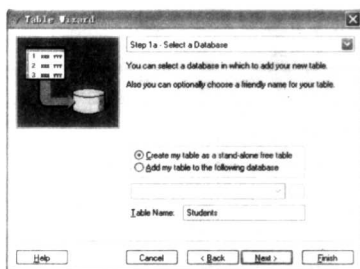 Table Wizard
Step 1a - Select a Database
You can select a database in which to add your new table.
Also you can optionally choose a friendly name for your table.
Create my table as a stand-alone free table
Add my table to the following database
Table Name: Students
Help Cancel < Back Next > Finish